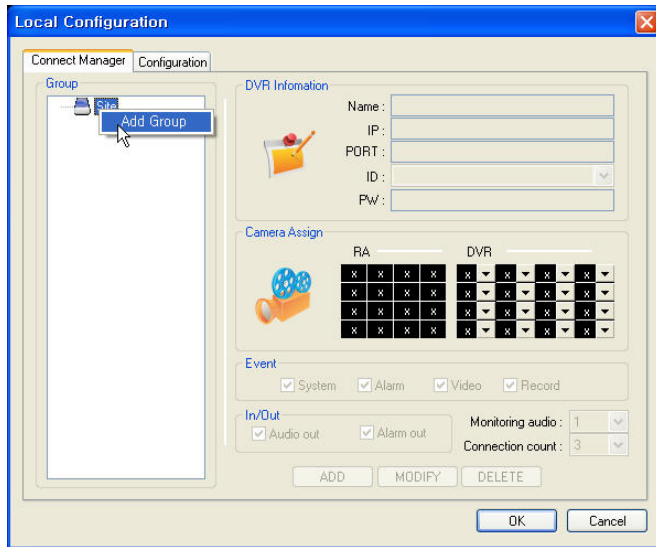 Local Configuration
Connect Manager Configuration
Group
Site
Add Group
DVR Infomation
Name :
IP :
PORT :
ID :
PW :
Camera Assign
RA DVR
x x x x x x x x
x x x x x x x x
x x x x x x x x
x x x x x x x x
Event
System Alarm Video Record
In/Out
Audio out Alarm out
Monitoring audio : 1
Connection count : 3
ADD MODIFY DELETE
OK Cancel